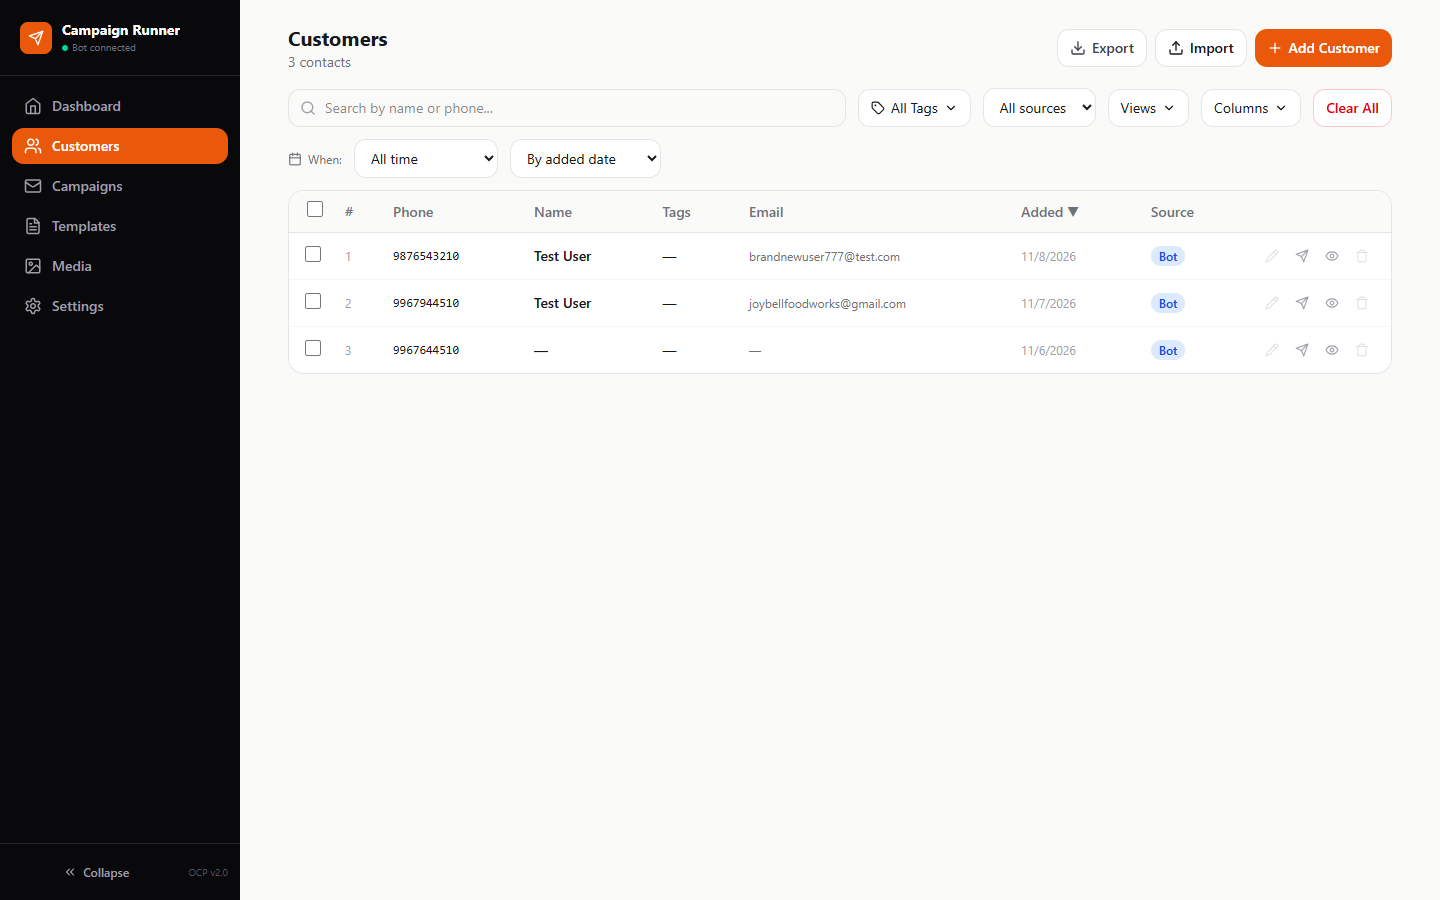 Campaign Runner
Bot connected
Dashboard
Customers
Campaigns
Templates
Media
Settings
Collapse
OCP v2.0
Customers
3 contacts
Export
Import
Add Customer
Search by name or phone...
All Tags
All sources
Views
Columns
Clear All
When:
All time
By added date
# Phone Name Tags Email Added ▼ Source
1 9876543210 Test User — brandnewuser777@test.com 11/8/2026 Bot
2 9967944510 Test User — joybellfoodworks@gmail.com 11/7/2026 Bot
3 9967644510 — — — 11/6/2026 Bot